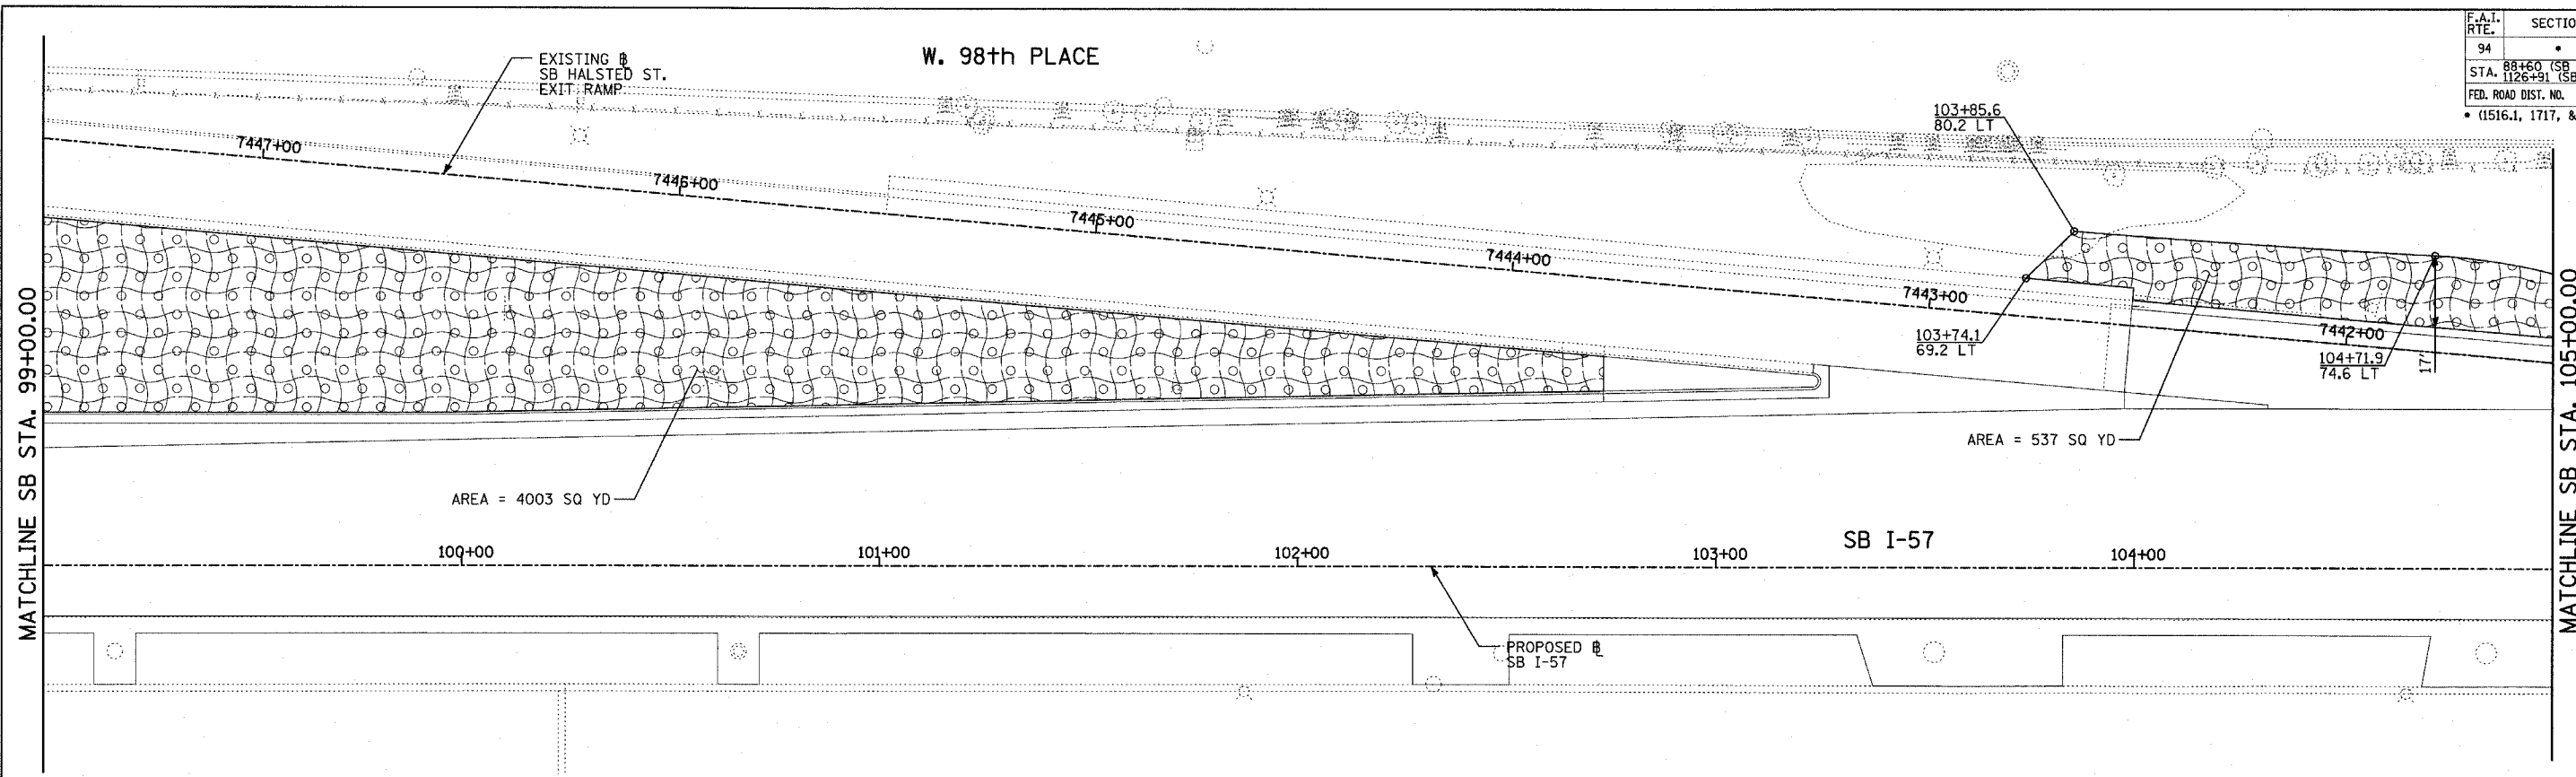 F.A.I.
RTE.
SECTIO
94
•
STA. 88+60 (SB
1126+91 (SB
FED. ROAD DIST. NO.
• (1516.1, 1717, &
W. 98th PLACE
EXISTING ℄
SB HALSTED ST.
EXIT RAMP
7447+00
7446+00
7445+00
7444+00
7443+00
7442+00
103+85.6
80.2 LT
103+74.1
69.2 LT
104+71.9
74.6 LT
17'
MATCHLINE SB STA. 99+00.00
MATCHLINE SB STA. 105+00.00
AREA = 537 SQ YD
AREA = 4003 SQ YD
SB I-57
100+00
101+00
102+00
103+00
104+00
PROPOSED ℄
SB I-57